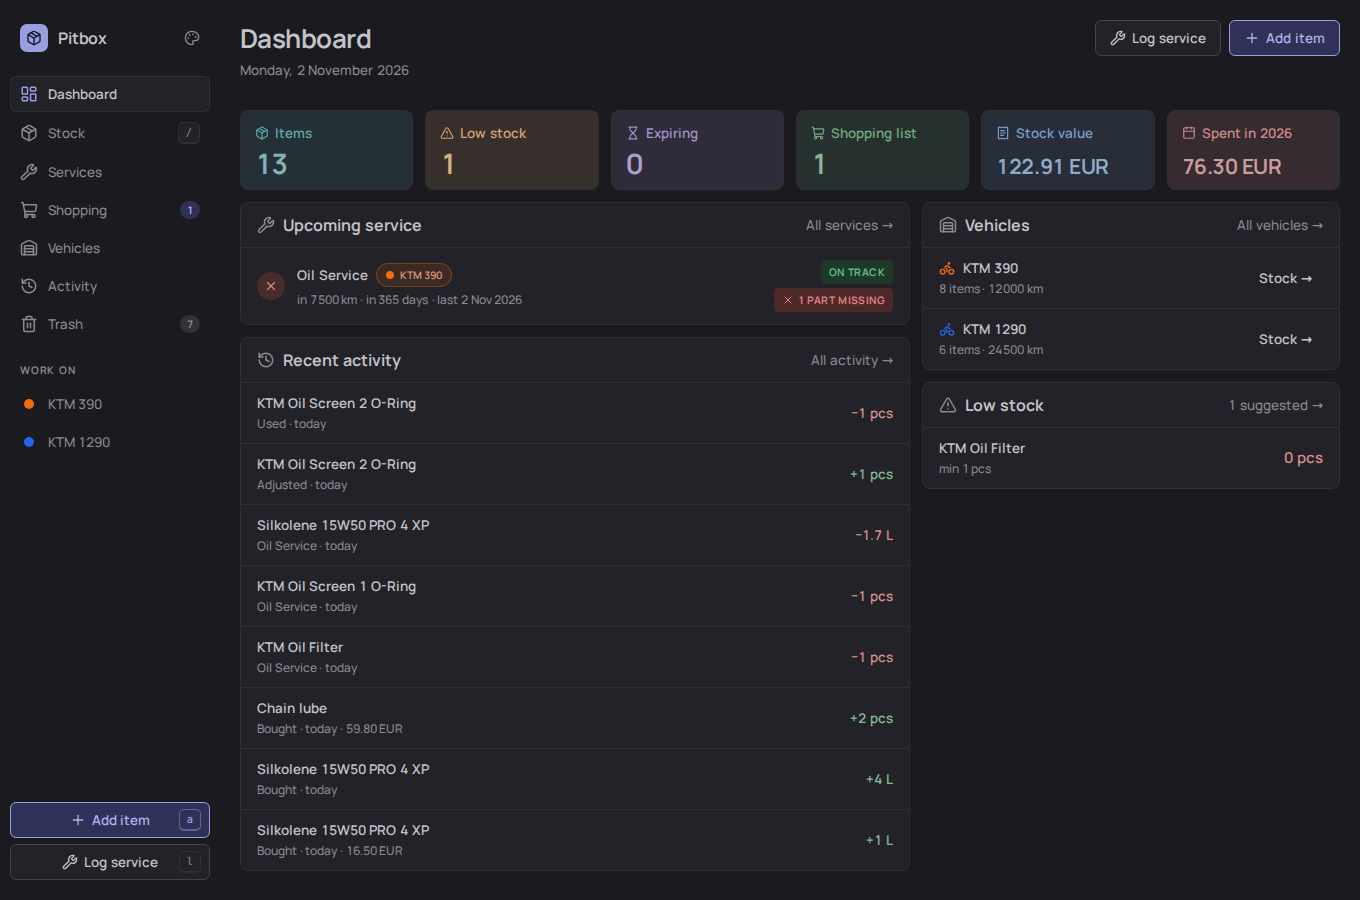 Pitbox
Dashboard
Stock /
Services
Shopping 1
Vehicles
Activity
Trash 7
WORK ON
KTM 390
KTM 1290
Add item a
Log service l
Dashboard
Monday, 2 November 2026
Log service
Add item
Items
13
Low stock
1
Expiring
0
Shopping list
1
Stock value
122.91 EUR
Spent in 2026
76.30 EUR
Upcoming service
All services →
Oil Service KTM 390
in 7500 km · in 365 days · last 2 Nov 2026
ON TRACK
1 PART MISSING
Recent activity
All activity →
KTM Oil Screen 2 O-Ring
Used · today
−1 pcs
KTM Oil Screen 2 O-Ring
Adjusted · today
+1 pcs
Silkolene 15W50 PRO 4 XP
Oil Service · today
−1.7 L
KTM Oil Screen 1 O-Ring
Oil Service · today
−1 pcs
KTM Oil Filter
Oil Service · today
−1 pcs
Chain lube
Bought · today · 59.80 EUR
+2 pcs
Silkolene 15W50 PRO 4 XP
Bought · today
+4 L
Silkolene 15W50 PRO 4 XP
Bought · today · 16.50 EUR
+1 L
Vehicles
All vehicles →
KTM 390
8 items · 12000 km
Stock →
KTM 1290
6 items · 24500 km
Stock →
Low stock
1 suggested →
KTM Oil Filter
min 1 pcs
0 pcs